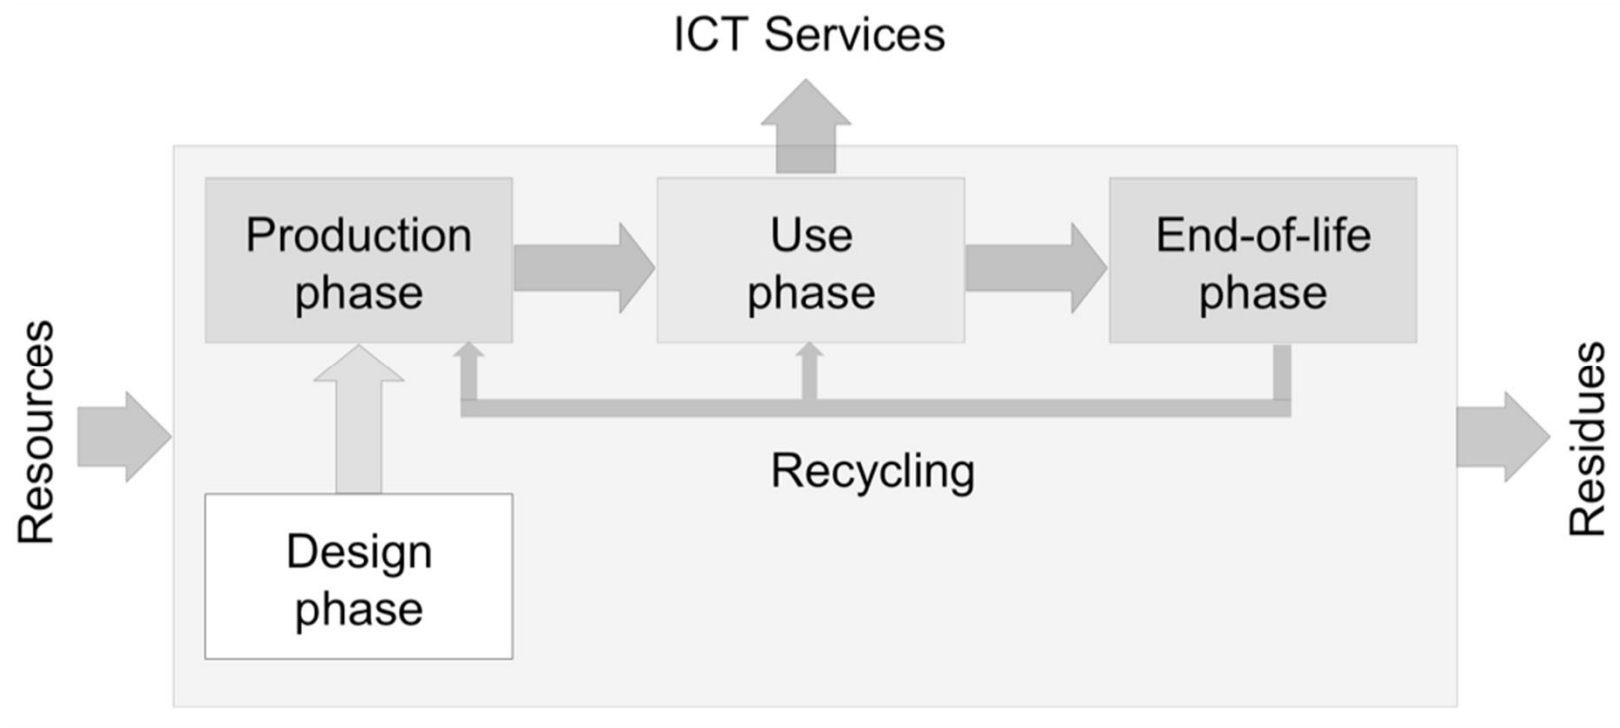 ICT Services
Production
phase
Use
phase
End-of-life
phase
Resources
Residues
Recycling
Design
phase